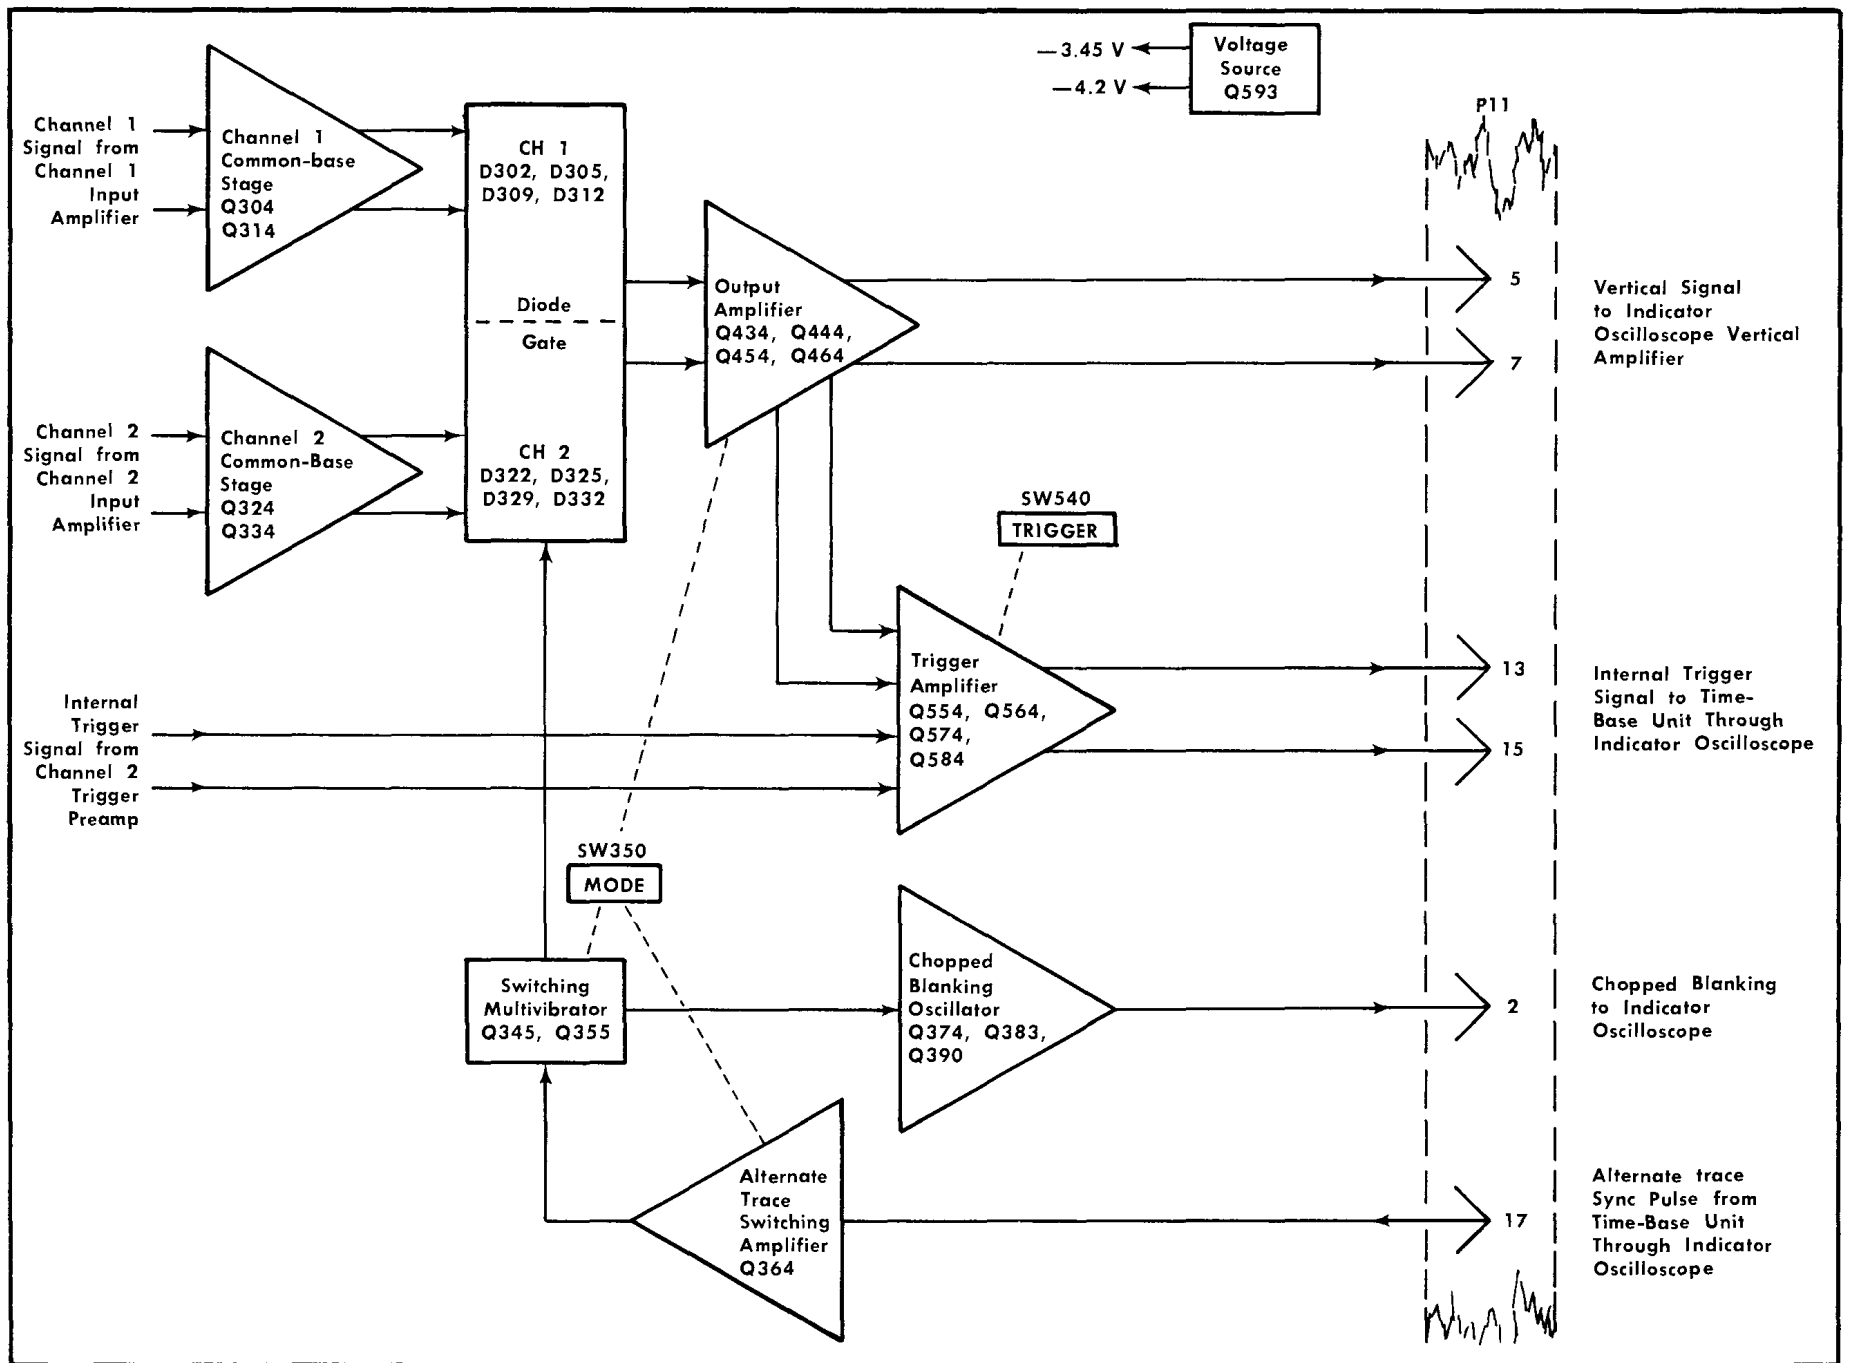 —3.45 V
—4.2 V
Voltage
Source
Q593
P11
Channel 1
Signal from
Channel 1
Input
Amplifier
Channel 1
Common-base
Stage
Q304
Q314
CH 1
D302, D305,
D309, D312
Diode
Gate
CH 2
D322, D325,
D329, D332
Output
Amplifier
Q434, Q444,
Q454, Q464
5
7
Vertical Signal
to Indicator
Oscilloscope Vertical
Amplifier
Channel 2
Signal from
Channel 2
Input
Amplifier
Channel 2
Common-Base
Stage
Q324
Q334
SW540
TRIGGER
Internal
Trigger
Signal from
Channel 2
Trigger
Preamp
Trigger
Amplifier
Q554, Q564,
Q574,
Q584
13
15
Internal Trigger
Signal to Time-
Base Unit Through
Indicator Oscilloscope
SW350
MODE
Switching
Multivibrator
Q345, Q355
Chopped
Blanking
Oscillator
Q374, Q383,
Q390
2
Chopped Blanking
to Indicator
Oscilloscope
Alternate
Trace
Switching
Amplifier
Q364
17
Alternate trace
Sync Pulse from
Time-Base Unit
Through Indicator
Oscilloscope